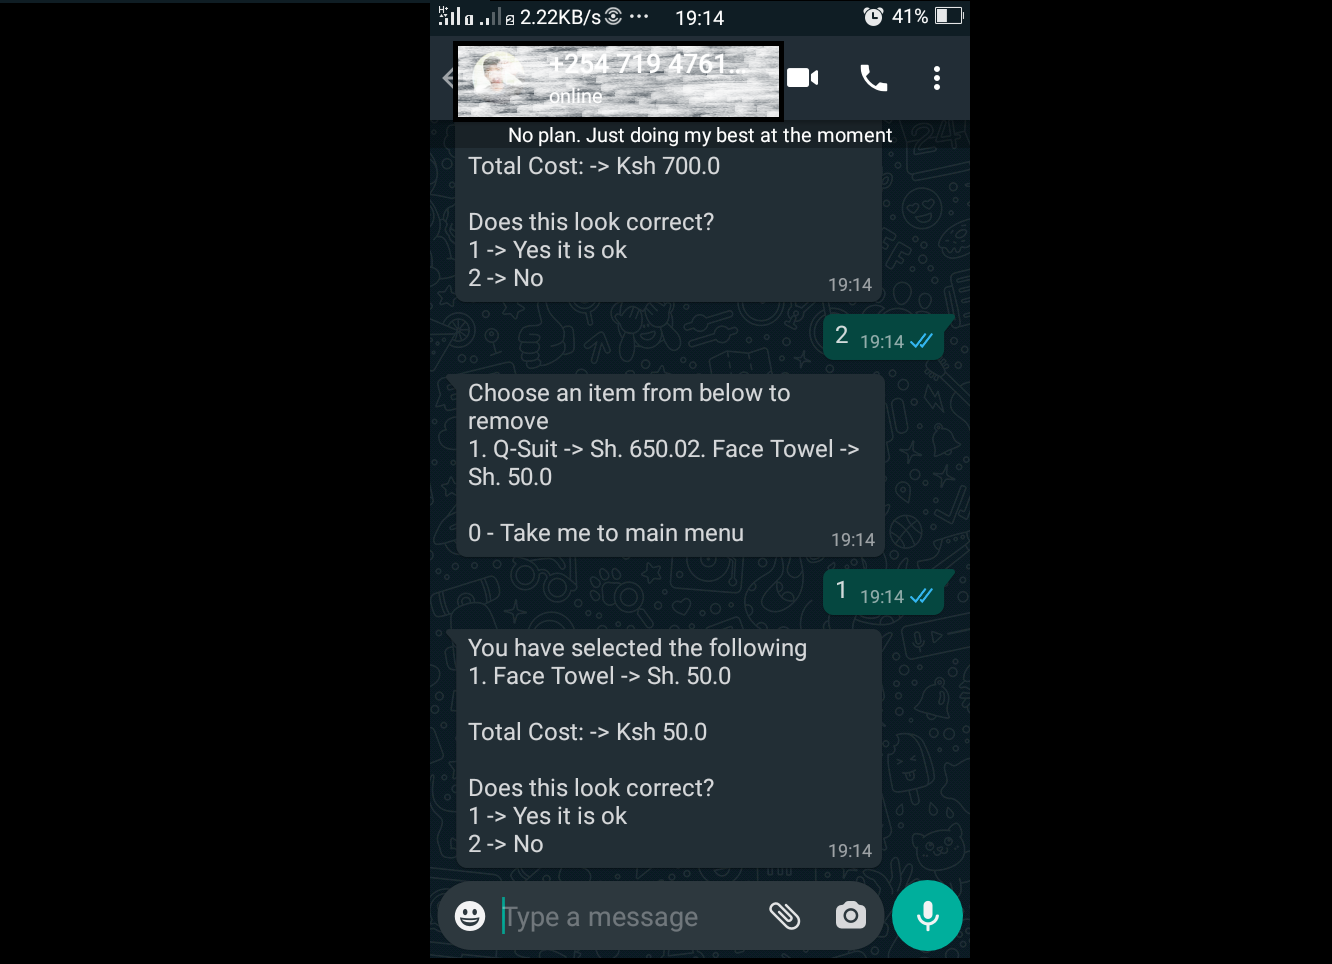 2.22KB/s ... 19:14 41%
+254 719 4761...
online
No plan. Just doing my best at the moment
Total Cost: -> Ksh 700.0
Does this look correct?
1 -> Yes it is ok
2 -> No
19:14
2 19:14
Choose an item from below to
remove
1. Q-Suit -> Sh. 650.02. Face Towel ->
Sh. 50.0
0 - Take me to main menu
19:14
1 19:14
You have selected the following
1. Face Towel -> Sh. 50.0
Total Cost: -> Ksh 50.0
Does this look correct?
1 -> Yes it is ok
2 -> No
19:14
Type a message